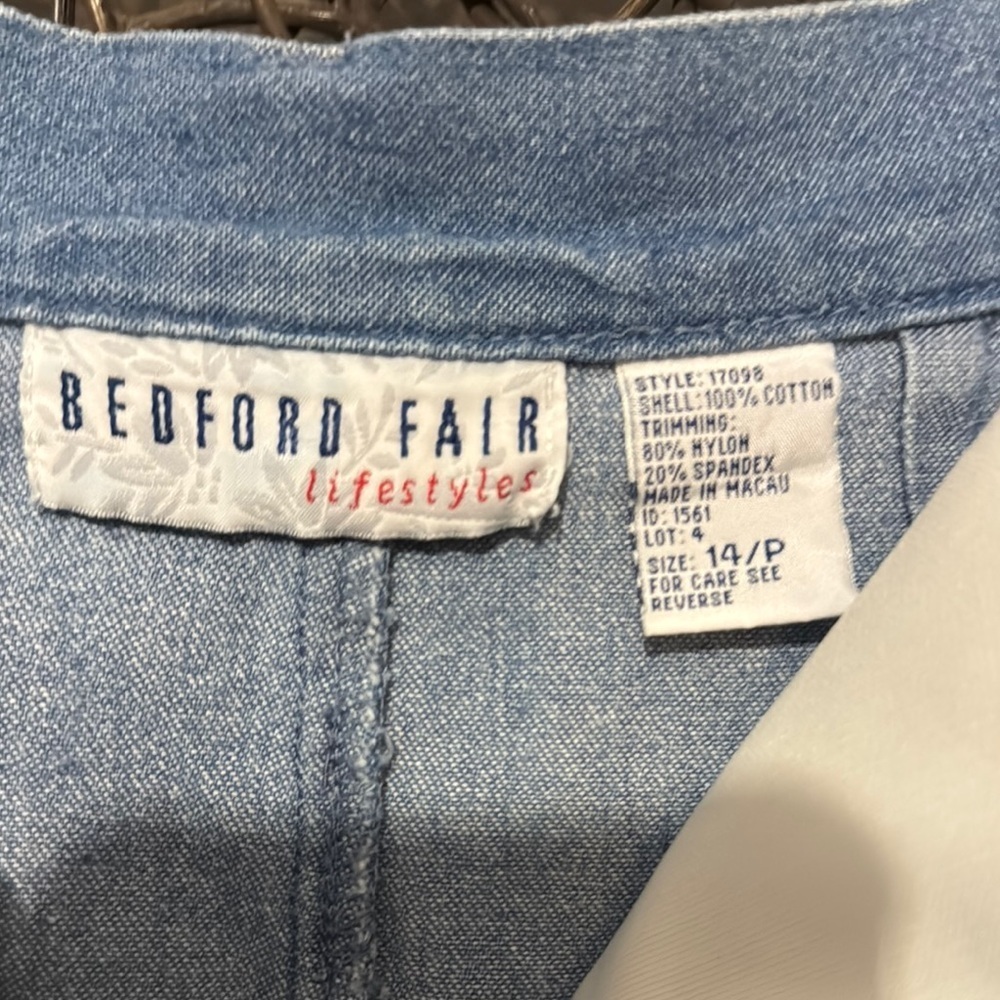 BEDFORD FAIR
lifestyles
STYLE: 17098
SHELL: 100% COTTON
TRIMMING:
80% NYLON
20% SPANDEX
MADE IN MACAU
ID: 1561
LOT: 4
SIZE: 14/P
FOR CARE SEE
REVERSE